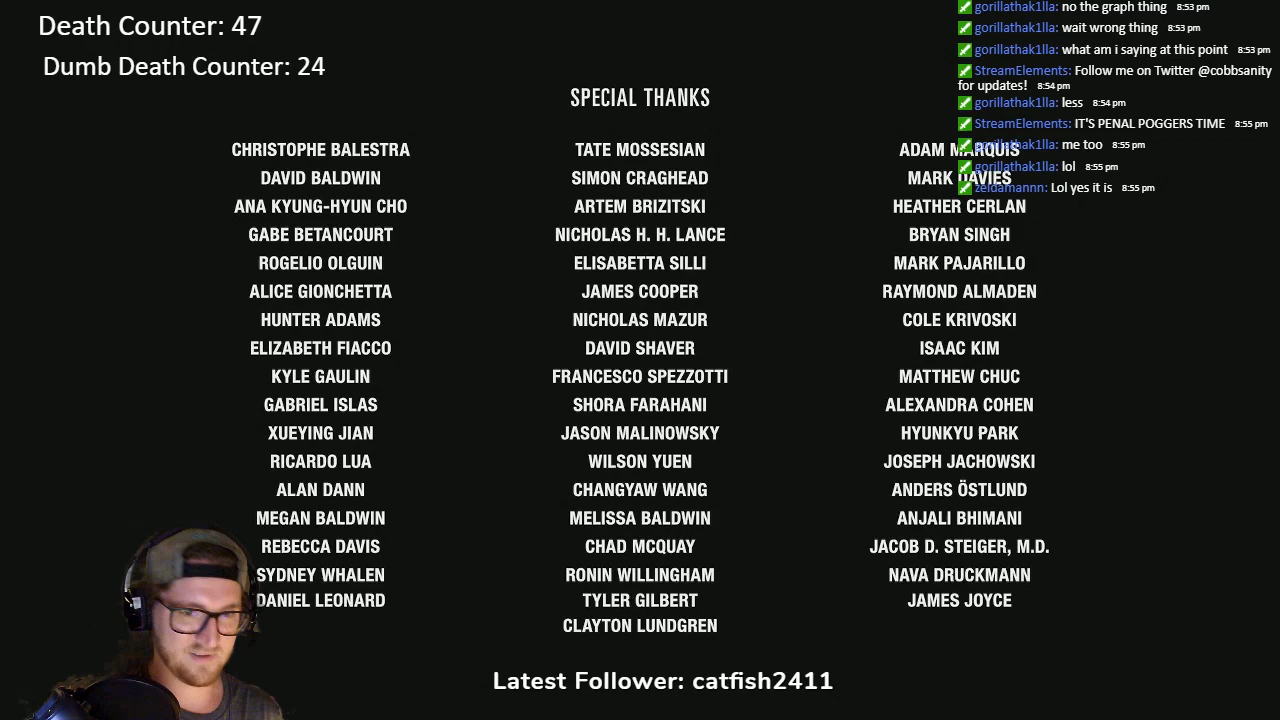 Death Counter: 47
Dumb Death Counter: 24
gorillathak1lla: no the graph thing 8:53 pm
gorillathak1lla: wait wrong thing 8:53 pm
gorillathak1lla: what am i saying at this point 8:53 pm
StreamElements: Follow me on Twitter @cobbsanity
for updates! 8:54 pm
gorillathak1lla: less 8:54 pm
StreamElements: IT'S PENAL POGGERS TIME 8:55 pm
gorillathak1lla: me too 8:55 pm
gorillathak1lla: lol 8:55 pm
zeldamannn: Lol yes it is 8:55 pm
SPECIAL THANKS
CHRISTOPHE BALESTRA
DAVID BALDWIN
ANA KYUNG-HYUN CHO
GABE BETANCOURT
ROGELIO OLGUIN
ALICE GIONCHETTA
HUNTER ADAMS
ELIZABETH FIACCO
KYLE GAULIN
GABRIEL ISLAS
XUEYING JIAN
RICARDO LUA
ALAN DANN
MEGAN BALDWIN
REBECCA DAVIS
SYDNEY WHALEN
DANIEL LEONARD
TATE MOSSESIAN
SIMON CRAGHEAD
ARTEM BRIZITSKI
NICHOLAS H. H. LANCE
ELISABETTA SILLI
JAMES COOPER
NICHOLAS MAZUR
DAVID SHAVER
FRANCESCO SPEZZOTTI
SHORA FARAHANI
JASON MALINOWSKY
WILSON YUEN
CHANGYAW WANG
MELISSA BALDWIN
CHAD MCQUAY
RONIN WILLINGHAM
TYLER GILBERT
CLAYTON LUNDGREN
ADAM MARQUIS
MARK DAVIES
HEATHER CERLAN
BRYAN SINGH
MARK PAJARILLO
RAYMOND ALMADEN
COLE KRIVOSKI
ISAAC KIM
MATTHEW CHUC
ALEXANDRA COHEN
HYUNKYU PARK
JOSEPH JACHOWSKI
ANDERS ÖSTLUND
ANJALI BHIMANI
JACOB D. STEIGER, M.D.
NAVA DRUCKMANN
JAMES JOYCE
Latest Follower: catfish2411